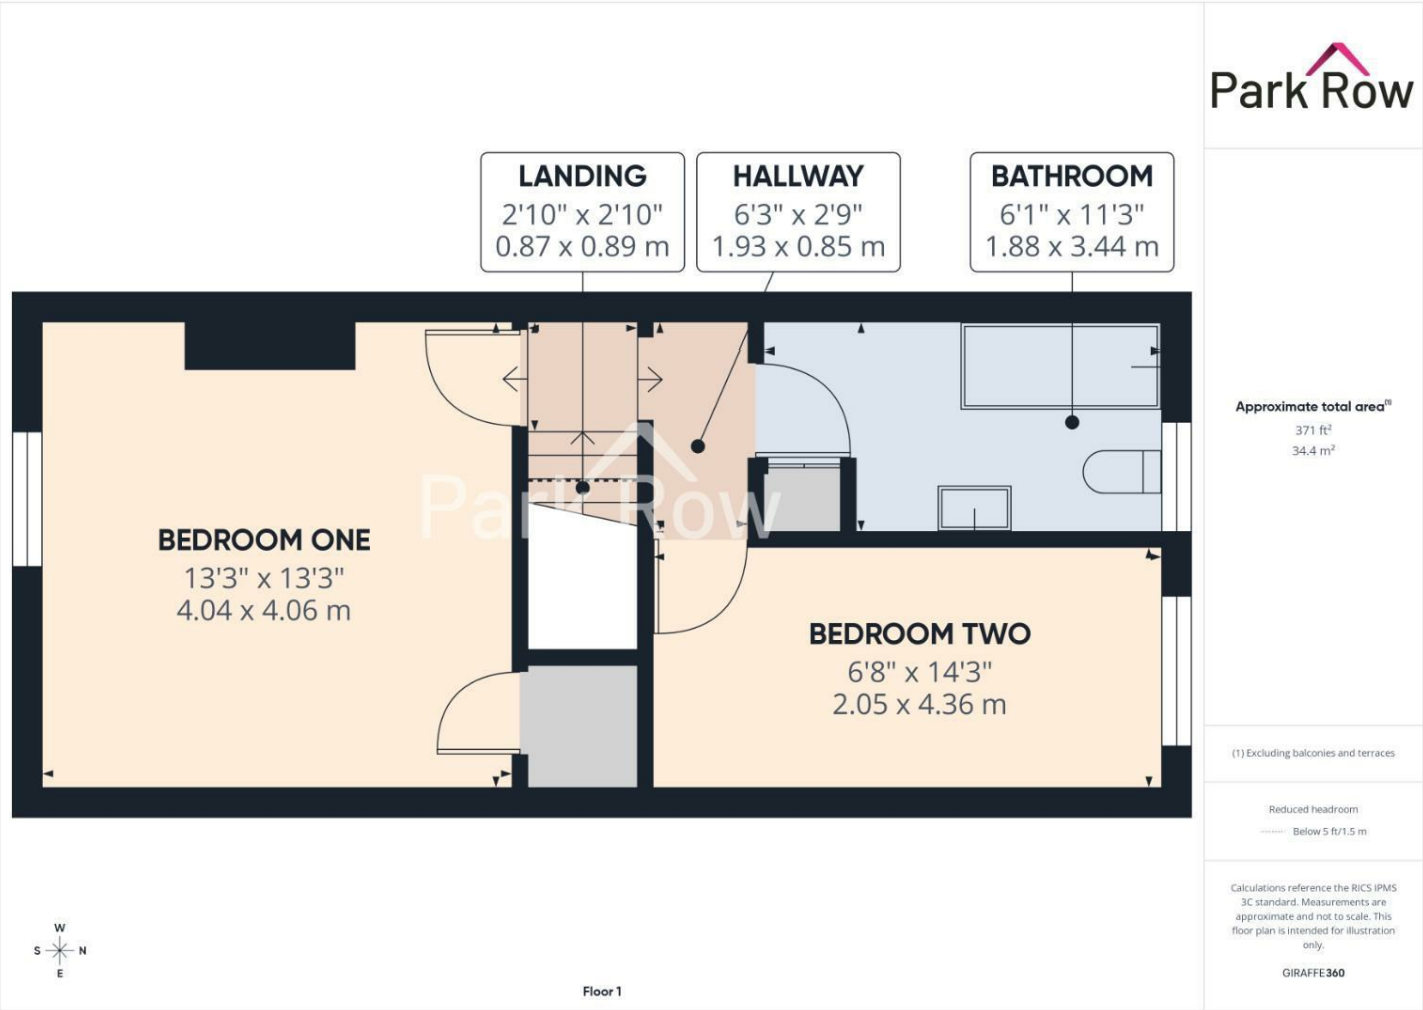 Park Row
LANDING
2'10" x 2'10"
0.87 x 0.89 m
HALLWAY
6'3" x 2'9"
1.93 x 0.85 m
BATHROOM
6'1" x 11'3"
1.88 x 3.44 m
Park Row
BEDROOM ONE
13'3" x 13'3"
4.04 x 4.06 m
BEDROOM TWO
6'8" x 14'3"
2.05 x 4.36 m
Approximate total area(1)
371 ft²
34.4 m²
(1) Excluding balconies and terraces
Reduced headroom
Below 5 ft/1.5 m
Calculations reference the RICS IPMS
3C standard. Measurements are
approximate and not to scale. This
floor plan is intended for illustration
only.
GIRAFFE360
W
S N
E
Floor 1